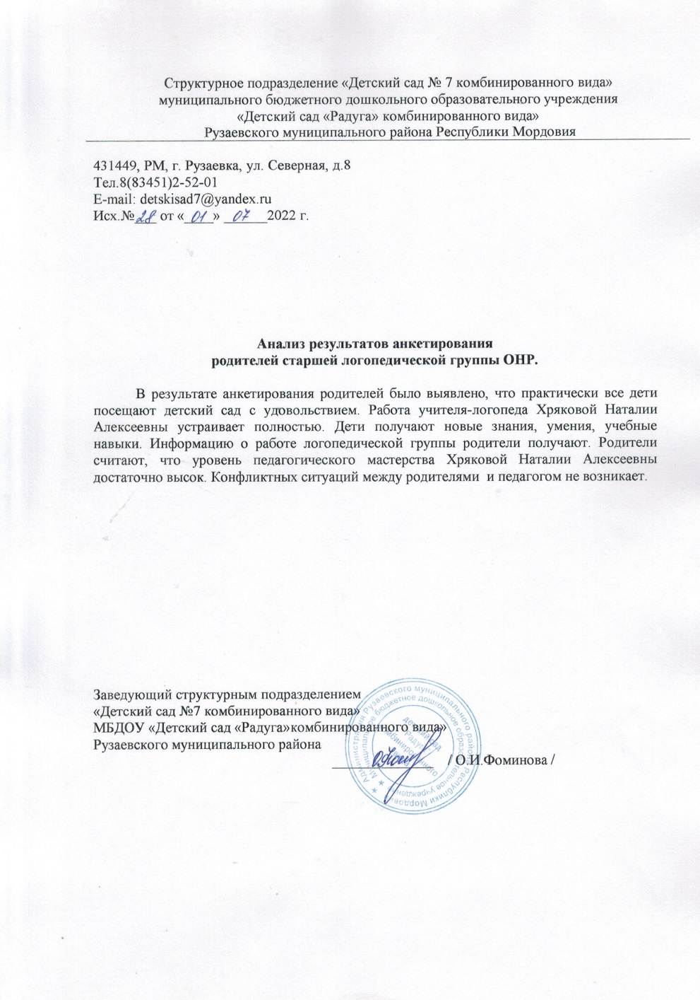 Структурное подразделение «Детский сад № 7 комбинированного вида»
муниципального бюджетного дошкольного образовательного учреждения
«Детский сад «Радуга» комбинированного вида»
Рузаевского муниципального района Республики Мордовия
431449, РМ, г. Рузаевка, ул. Северная, д.8
Тел.8(83451)2-52-01
E-mail: detskisad7@yandex.ru
Исх.№ 28 от « 01 » 07 2022 г.
Анализ результатов анкетирования
родителей старшей логопедической группы ОНР.
В результате анкетирования родителей было выявлено, что практически все дети
посещают детский сад с удовольствием. Работа учителя-логопеда Хряковой Наталии
Алексеевны устраивает полностью. Дети получают новые знания, умения, учебные
навыки. Информацию о работе логопедической группы родители получают. Родители
считают, что уровень педагогического мастерства Хряковой Наталии Алексеевны
достаточно высок. Конфликтных ситуаций между родителями и педагогом не возникает.
Заведующий структурным подразделением
«Детский сад №7 комбинированного вида»
МБДОУ «Детский сад «Радуга»комбинированного вида»
Рузаевского муниципального района
/ О.И.Фоминова /
Администрация Рузаевского муниципального района Республики Мордовия
Муниципальное бюджетное дошкольное образовательное учреждение
детский сад
«Радуга»
комбинированного